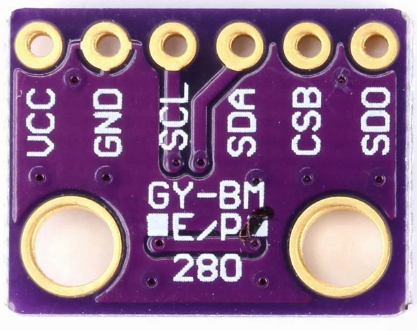 VCC GND SCL SDA CSB SDO
GY-BM
E/P
280